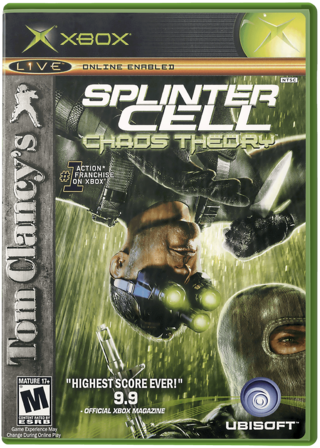 XBOX
LIVE ONLINE ENABLED
NTSC
Tom Clancy's
SPLINTER
CELL
CHAOS THEORY
#1 ACTION*
FRANCHISE
ON XBOX
"HIGHEST SCORE EVER!"
9.9
- OFFICIAL XBOX MAGAZINE
MATURE 17+
M
CONTENT RATED BY
ESRB
Game Experience May
Change During Online Play
UBISOFT